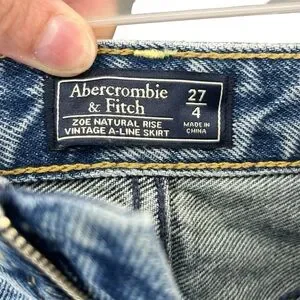 Abercrombie
& Fitch
ZOE NATURAL RISE
VINTAGE A-LINE SKIRT
27
4
MADE IN
CHINA